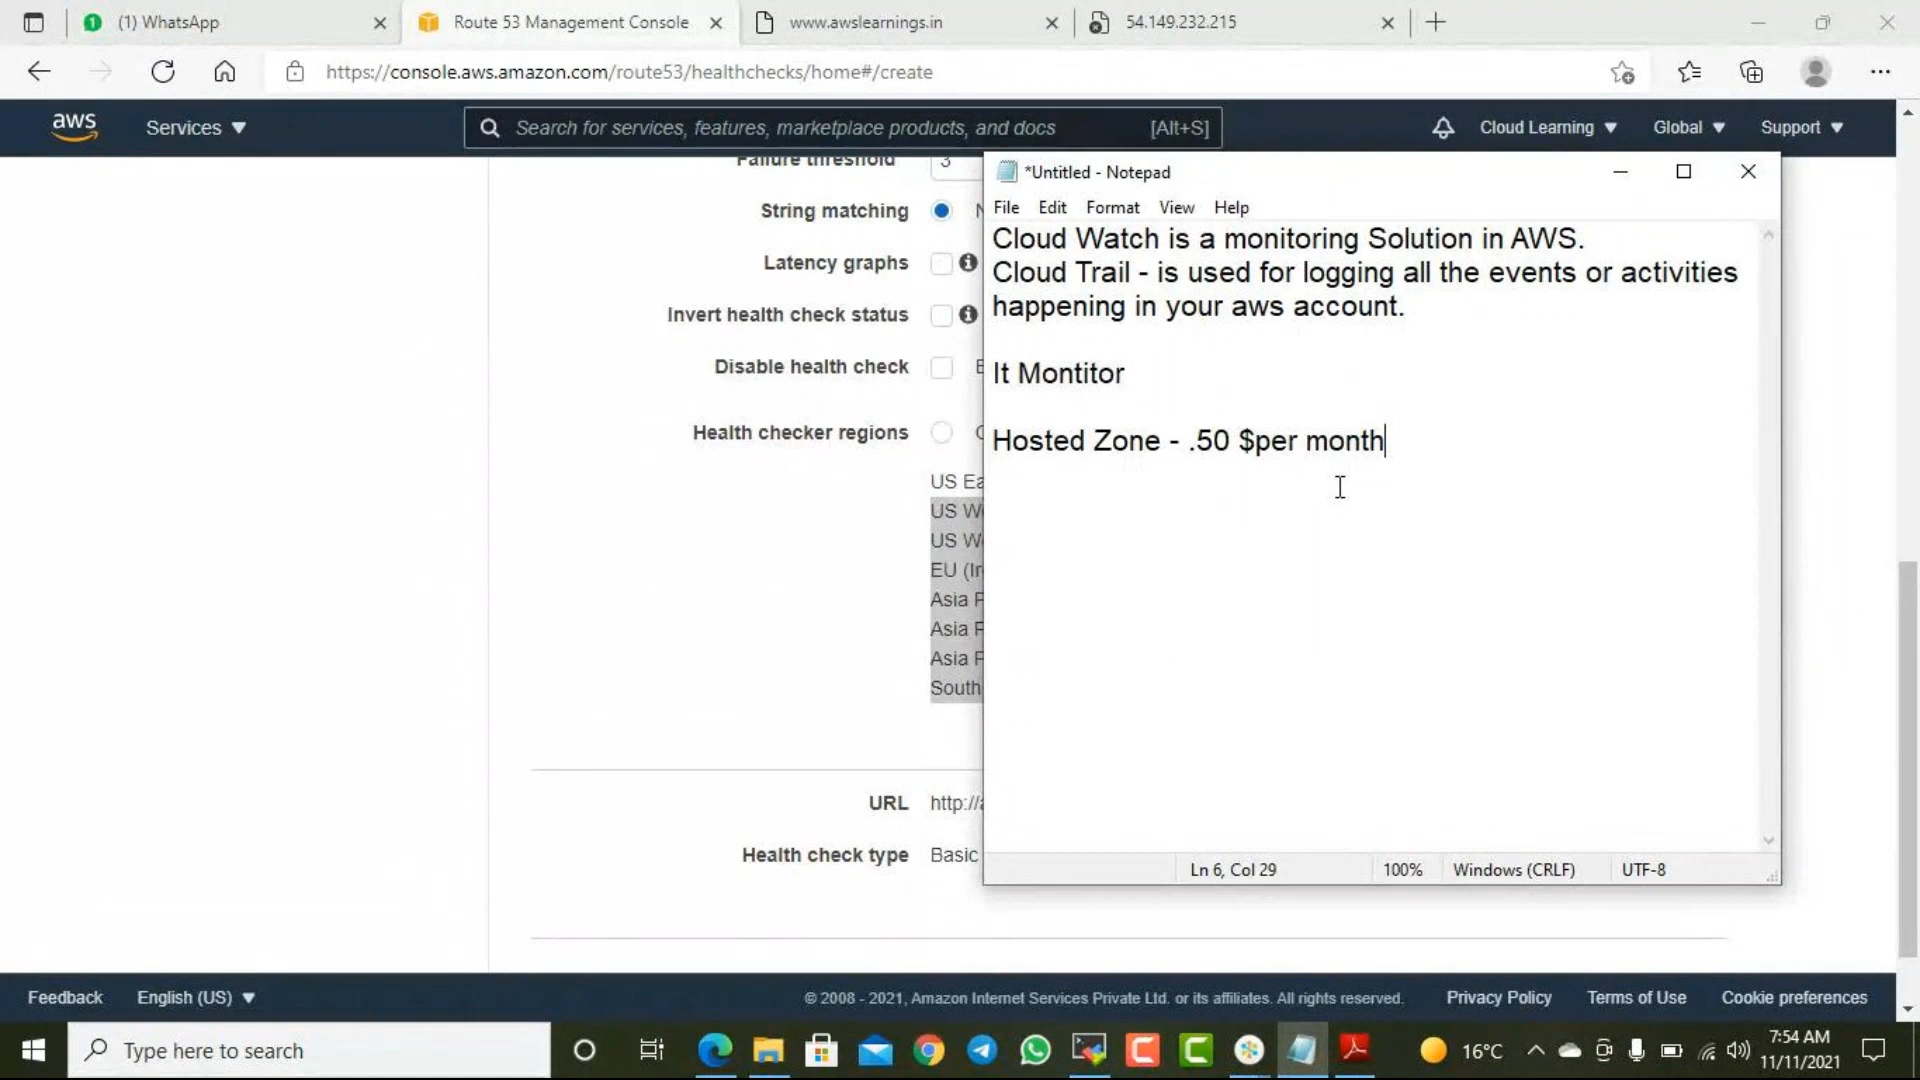 (1) WhatsApp
Route 53 Management Console
www.awslearnings.in
54.149.232.215
https://console.aws.amazon.com/route53/healthchecks/home#/create
aws
Services
Search for services, features, marketplace products, and docs [Alt+S]
Cloud Learning
Global
Support
Failure threshold
3
String matching
Latency graphs
Invert health check status
Disable health check
Health checker regions
US Ea
US W
US W
EU (Ir
Asia P
Asia P
Asia P
South
URL
http://a
Health check type
Basic
*Untitled - Notepad
File Edit Format View Help
Cloud Watch is a monitoring Solution in AWS.
Cloud Trail - is used for logging all the events or activities
happening in your aws account.
It Montitor
Hosted Zone - .50 $per month
Ln 6, Col 29
100%
Windows (CRLF)
UTF-8
Feedback
English (US)
© 2008 - 2021, Amazon Internet Services Private Ltd. or its affiliates. All rights reserved.
Privacy Policy
Terms of Use
Cookie preferences
Type here to search
16°C
7:54 AM
11/11/2021